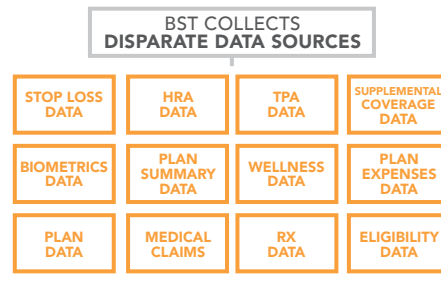 BST COLLECTS
DISPARATE DATA SOURCES
STOP LOSS
DATA
HRA
DATA
TPA
DATA
SUPPLEMENTAL
COVERAGE
DATA
BIOMETRICS
DATA
PLAN
SUMMARY
DATA
WELLNESS
DATA
PLAN
EXPENSES
DATA
PLAN
DATA
MEDICAL
CLAIMS
RX
DATA
ELIGIBILITY
DATA